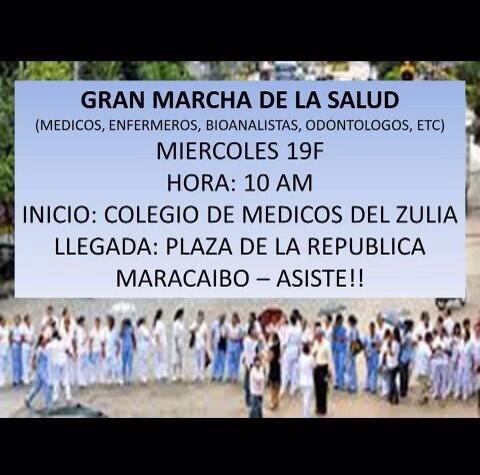 GRAN MARCHA DE LA SALUD
(MEDICOS, ENFERMEROS, BIOANALISTAS, ODONTOLOGOS, ETC)
MIERCOLES 19F
HORA: 10 AM
INICIO: COLEGIO DE MEDICOS DEL ZULIA
LLEGADA: PLAZA DE LA REPUBLICA
MARACAIBO – ASISTE!!